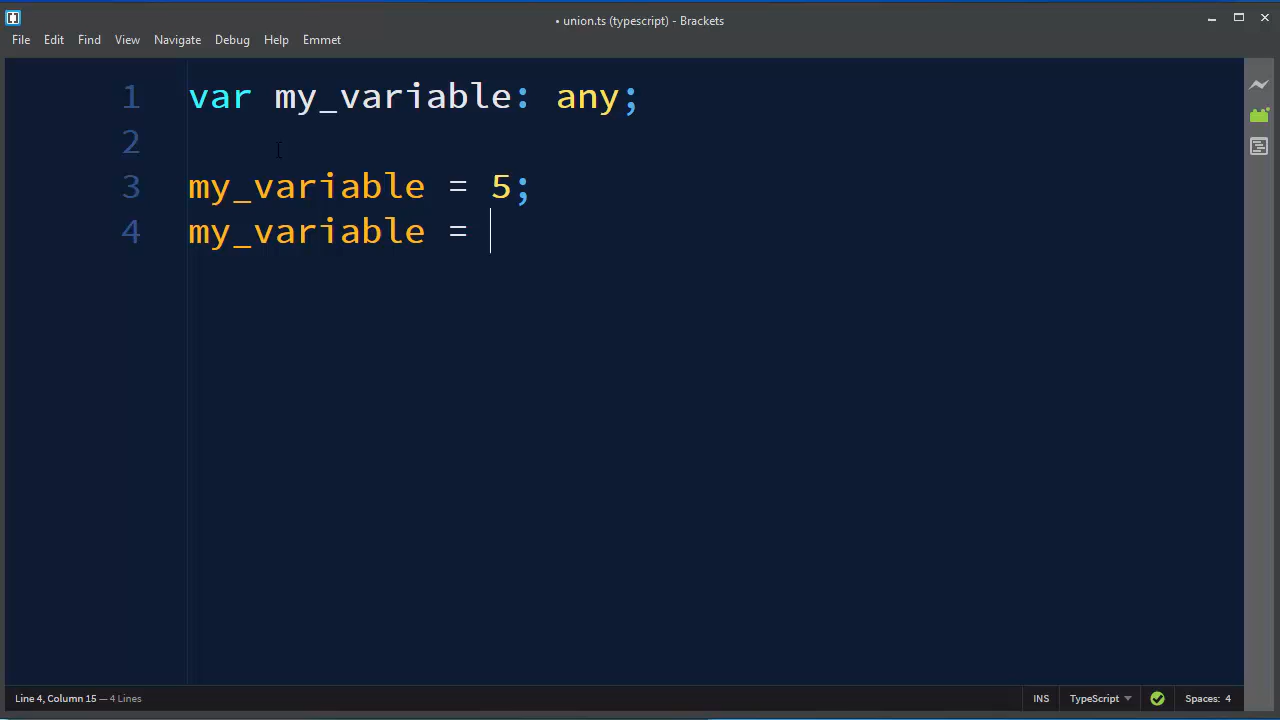 • union.ts (typescript) - Brackets
File Edit Find View Navigate Debug Help Emmet
1 var my_variable: any;
2
3 my_variable = 5;
4 my_variable =
Line 4, Column 15 — 4 Lines INS TypeScript Spaces: 4